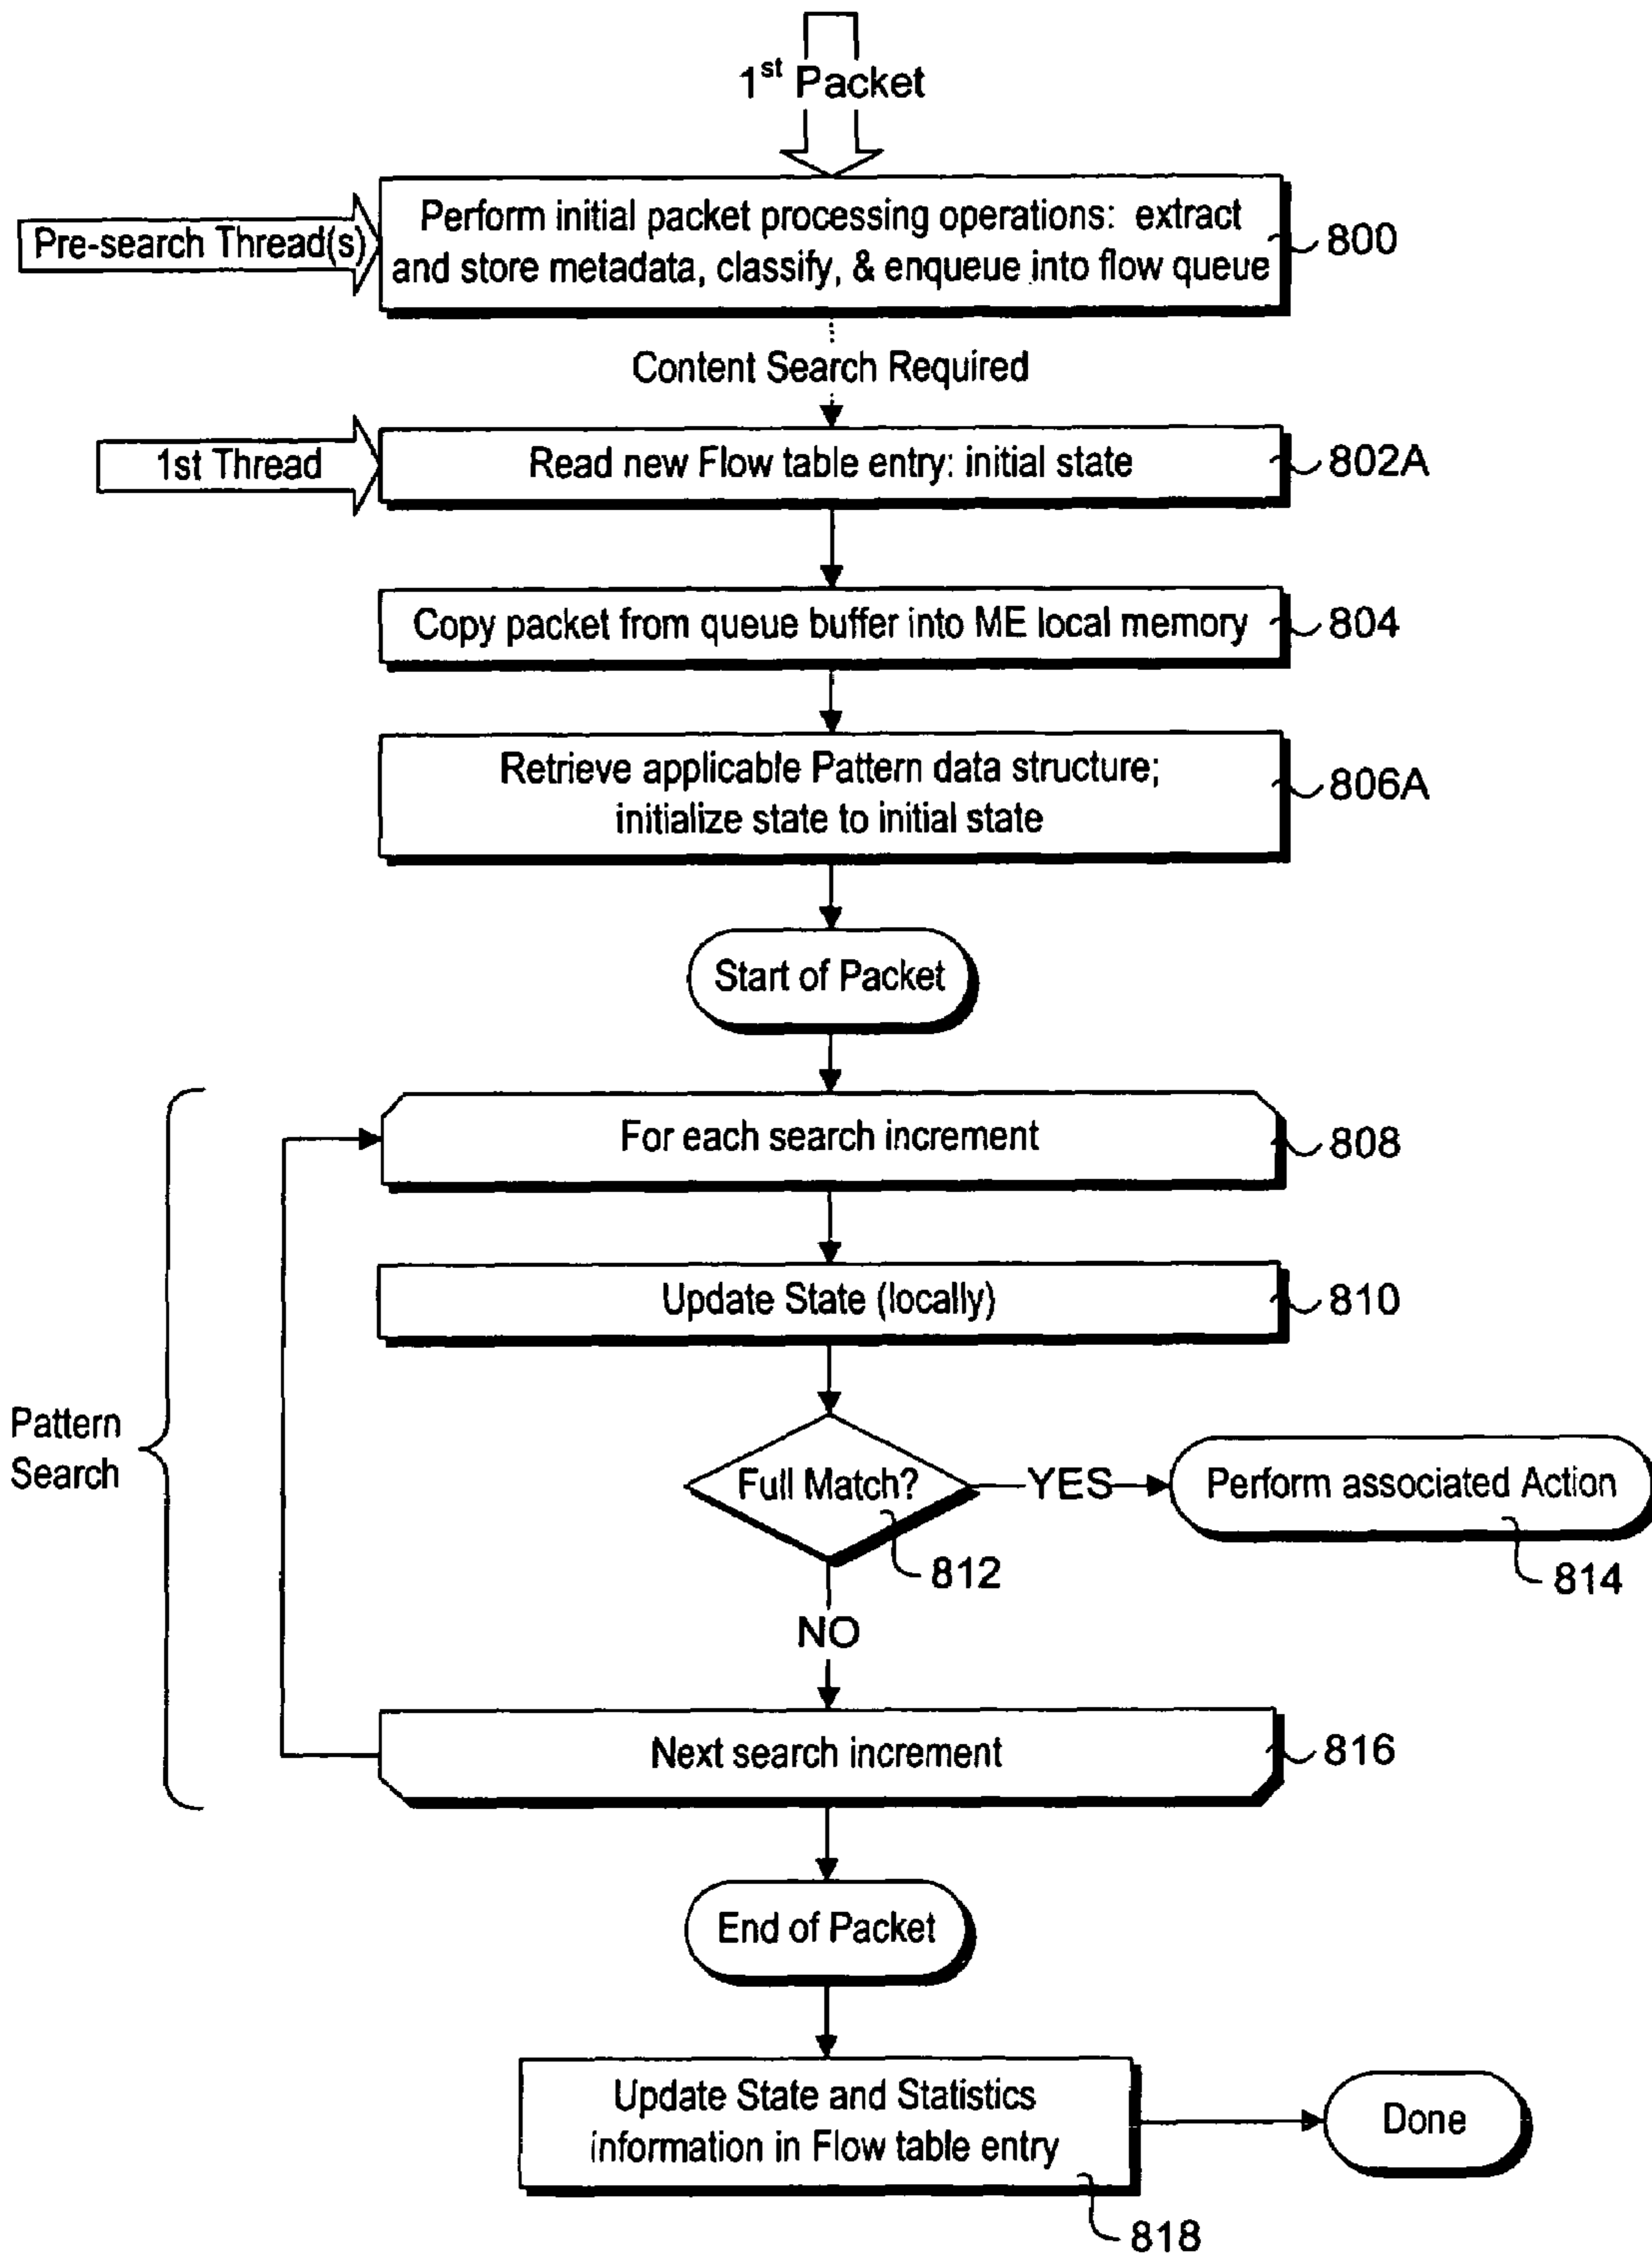 1st Packet
Pre-search Thread(s)
Perform initial packet processing operations: extract
and store metadata, classify, & enqueue into flow queue
800
Content Search Required
1st Thread
Read new Flow table entry: initial state
802A
Copy packet from queue buffer into ME local memory
804
Retrieve applicable Pattern data structure;
initialize state to initial state
806A
Start of Packet
For each search increment
808
Update State (locally)
810
Pattern
Search
Full Match?
YES
Perform associated Action
812
814
NO
Next search increment
816
End of Packet
Update State and Statistics
information in Flow table entry
Done
818